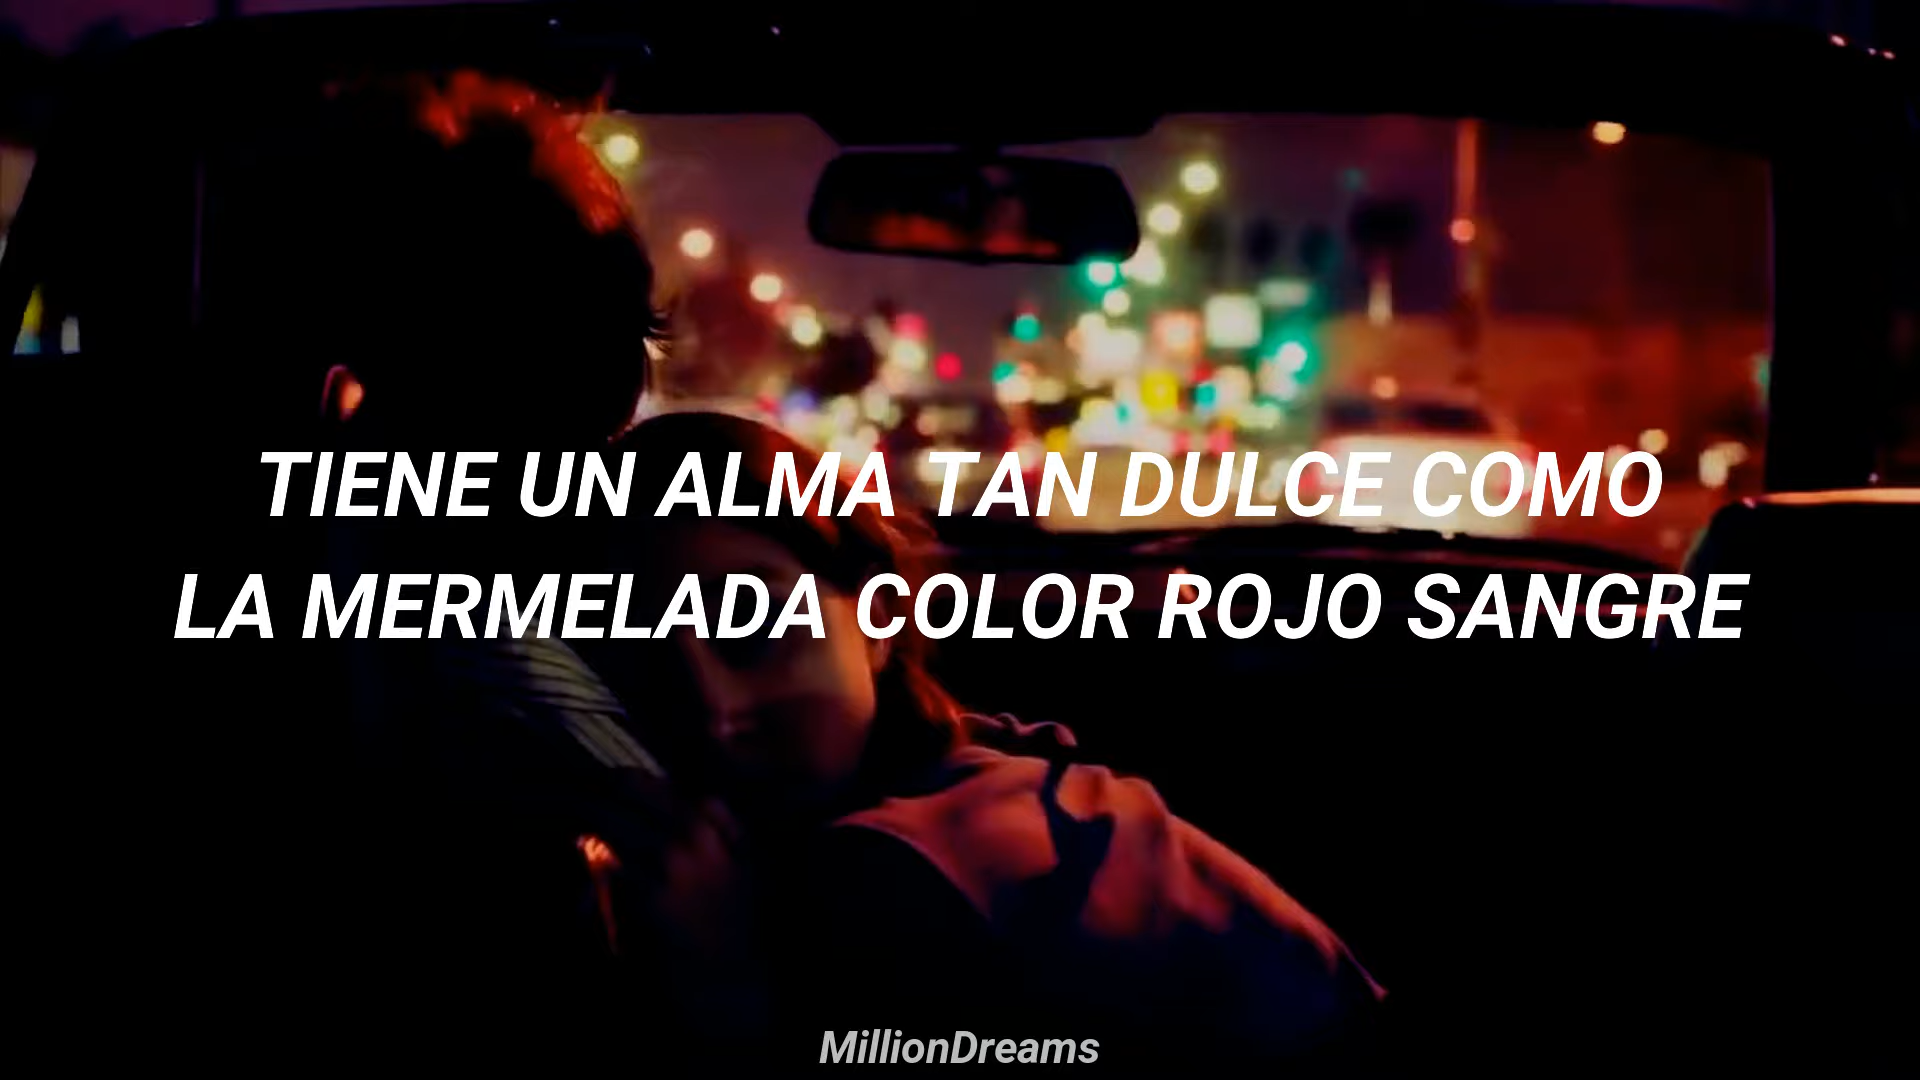 TIENE UN ALMA TAN DULCE COMO
LA MERMELADA COLOR ROJO SANGRE
MillionDreams